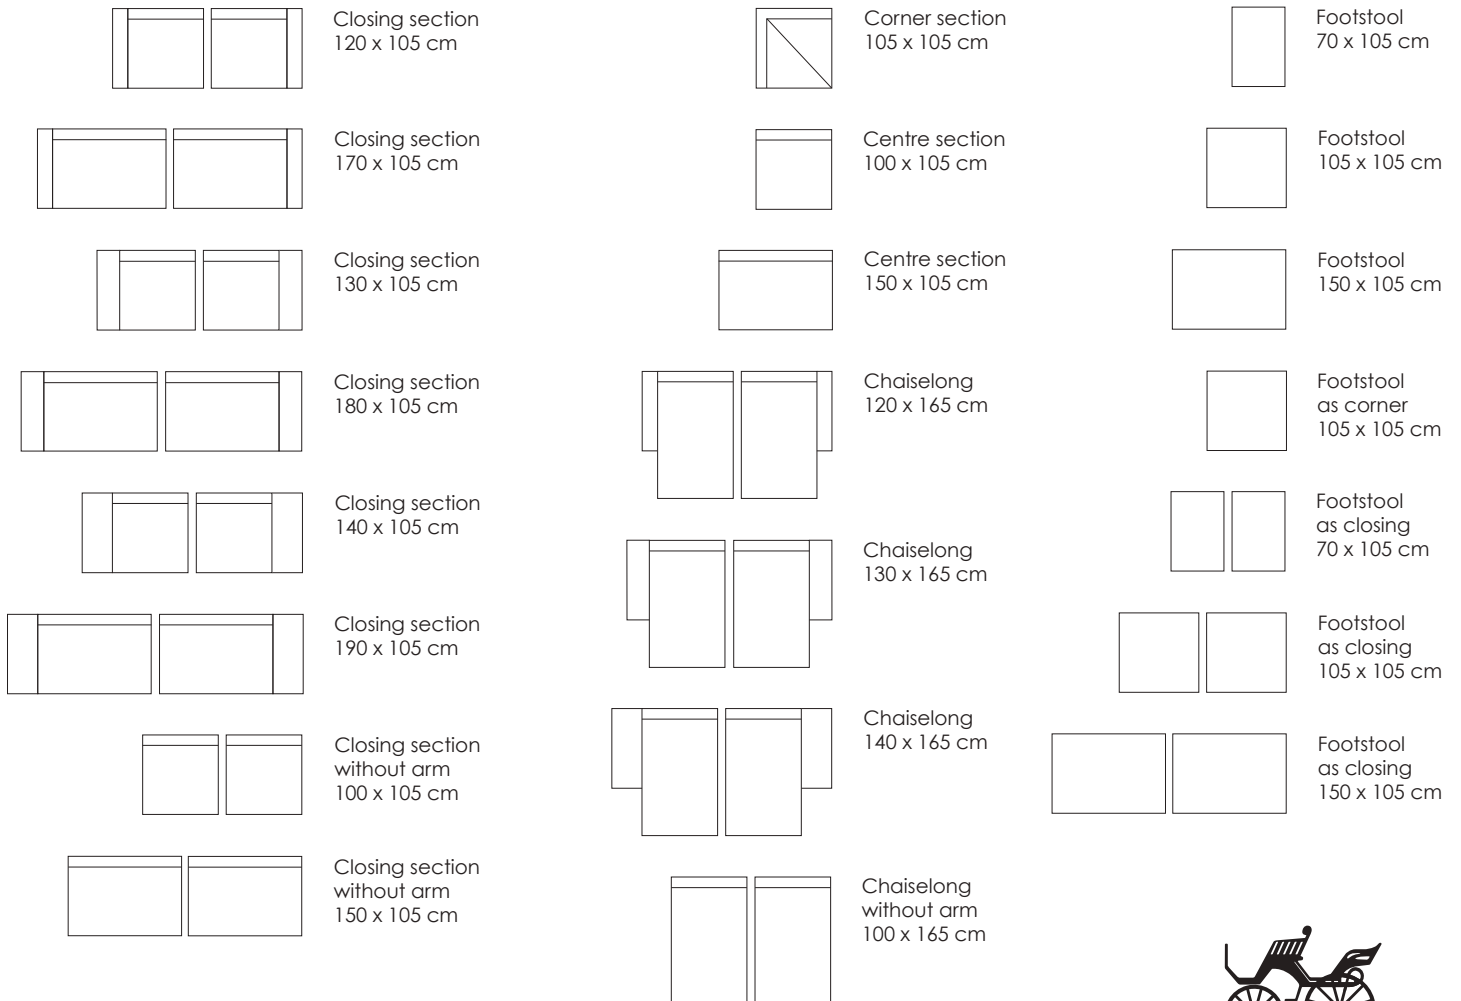 Closing section
120 x 105 cm
Closing section
170 x 105 cm
Closing section
130 x 105 cm
Closing section
180 x 105 cm
Closing section
140 x 105 cm
Closing section
190 x 105 cm
Closing section
without arm
100 x 105 cm
Closing section
without arm
150 x 105 cm
Corner section
105 x 105 cm
Centre section
100 x 105 cm
Centre section
150 x 105 cm
Chaiselong
120 x 165 cm
Chaiselong
130 x 165 cm
Chaiselong
140 x 165 cm
Chaiselong
without arm
100 x 165 cm
Footstool
70 x 105 cm
Footstool
105 x 105 cm
Footstool
150 x 105 cm
Footstool
as corner
105 x 105 cm
Footstool
as closing
70 x 105 cm
Footstool
as closing
105 x 105 cm
Footstool
as closing
150 x 105 cm